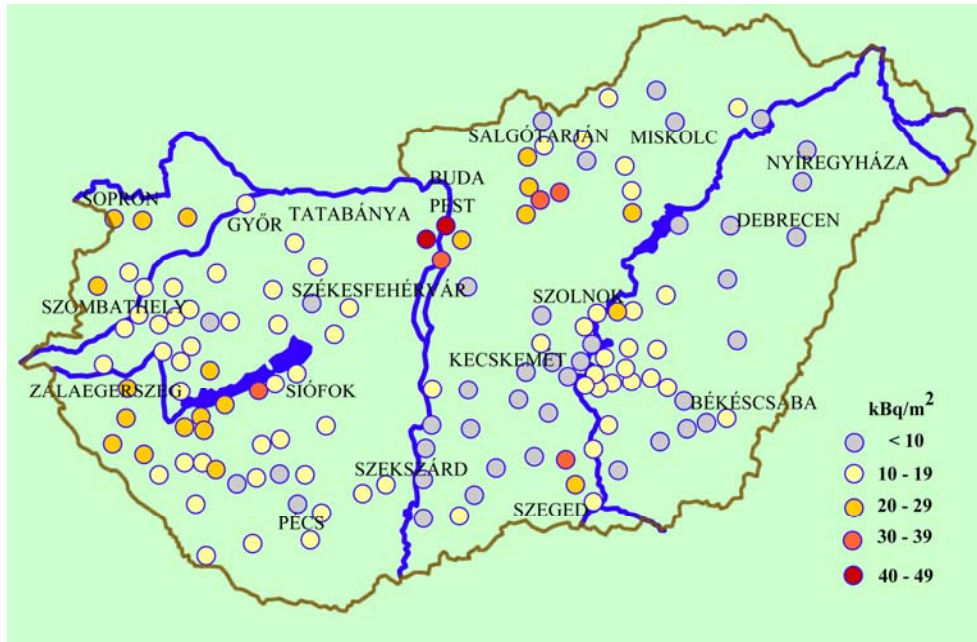 SALGÓTARJÁN
MISKOLC
NYÍREGYHÁZA
BUDA
PEST
SOPRON
GYŐR
TATABÁNYA
DEBRECEN
SZÉKESFEHÉRVÁR
SZOMBATHELY
SZOLNOK
KECSKEMÉT
ZALAEGERSZEG
SIÓFOK
BÉKÉSCSABA
SZEKSZÁRD
SZEGED
PÉCS
kBq/m²
< 10
10 - 19
20 - 29
30 - 39
40 - 49